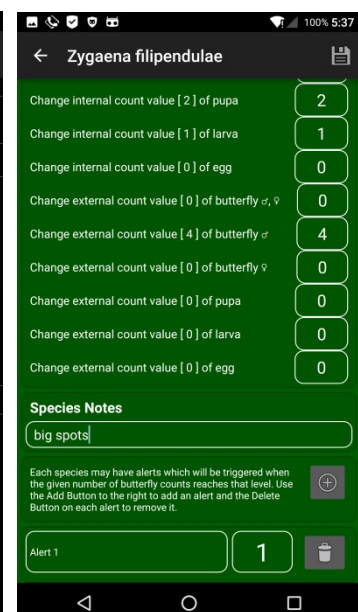 100% 5:37
Zygaena filipendulae
Change internal count value [ 2 ] of pupa 2
Change internal count value [ 1 ] of larva 1
Change internal count value [ 0 ] of egg 0
Change external count value [ 0 ] of butterfly ♂, ♀ 0
Change external count value [ 4 ] of butterfly ♂ 4
Change external count value [ 0 ] of butterfly ♀ 0
Change external count value [ 0 ] of pupa 0
Change external count value [ 0 ] of larva 0
Change external count value [ 0 ] of egg 0
Species Notes
big spots
Each species may have alerts which will be triggered when
the given number of butterfly counts reaches that level. Use
the Add Button to the right to add an alert and the Delete
Button on each alert to remove it.
Alert 1 1